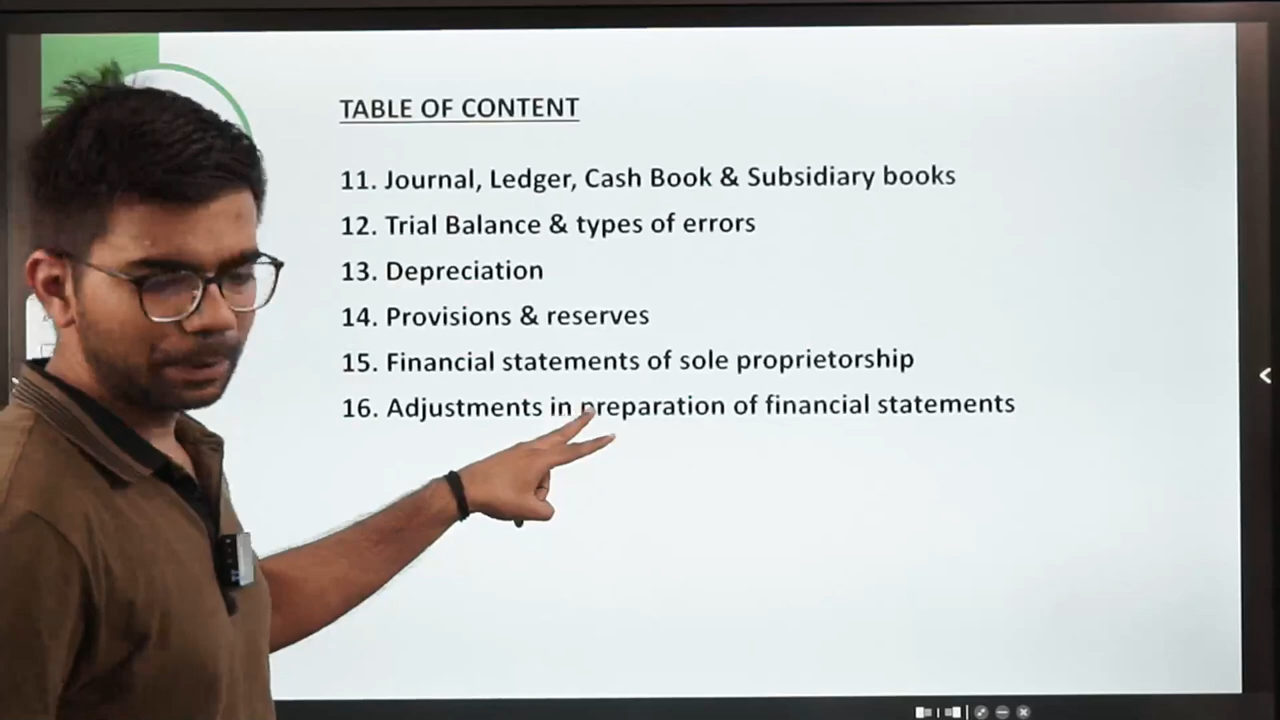 TABLE OF CONTENT
11. Journal, Ledger, Cash Book & Subsidiary books
12. Trial Balance & types of errors
13. Depreciation
14. Provisions & reserves
15. Financial statements of sole proprietorship
16. Adjustments in preparation of financial statements